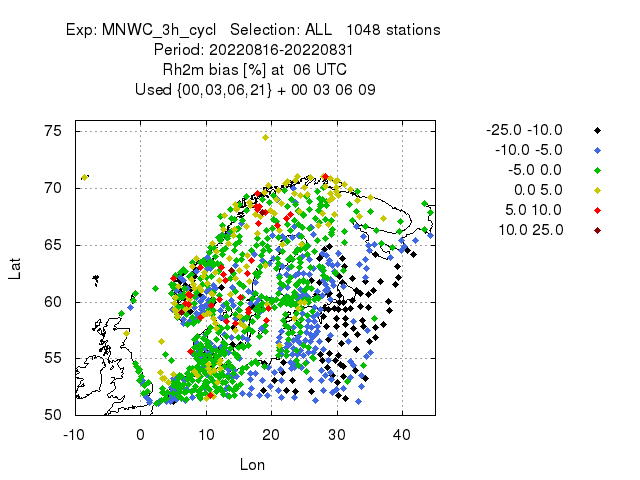 Exp: MNWC_3h_cycl   Selection: ALL   1048 stations
Period: 20220816-20220831
Rh2m bias [%] at  06 UTC
Used {00,03,06,21} + 00 03 06 09
-25.0 -10.0
-10.0 -5.0
-5.0 0.0
0.0 5.0
5.0 10.0
10.0 25.0
75
70
65
60
55
50
Lat
-10 0 10 20 30 40
Lon